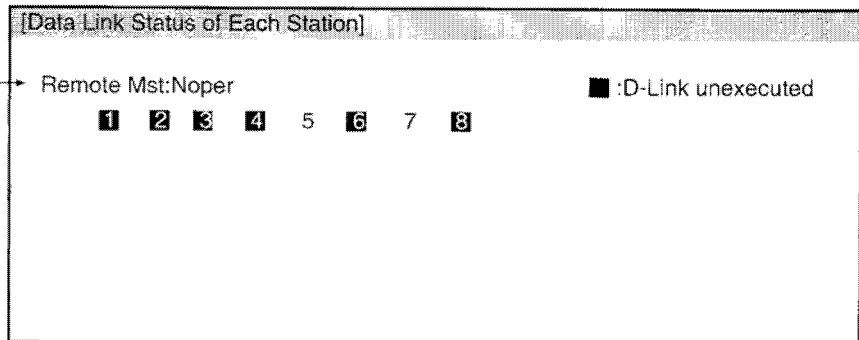 [Data Link Status of Each Station]
Remote Mst:Noper
■ :D-Link unexecuted
1 2 3 4 5 6 7 8